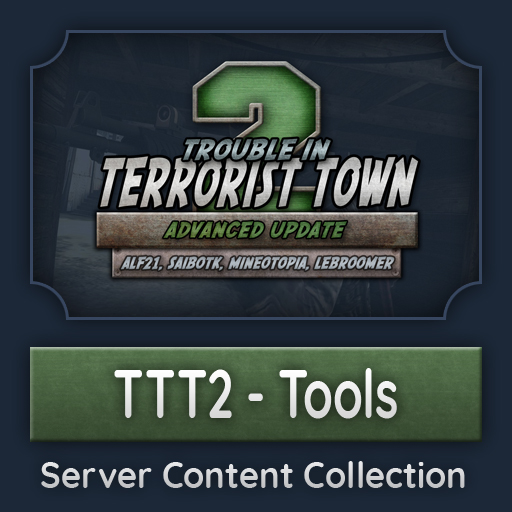 2
TROUBLE IN
TERRORIST TOWN
ADVANCED UPDATE
ALF21, SAIBOTK, MINEOTOPIA, LEBROOMER
TTT2 - Tools
Server Content Collection